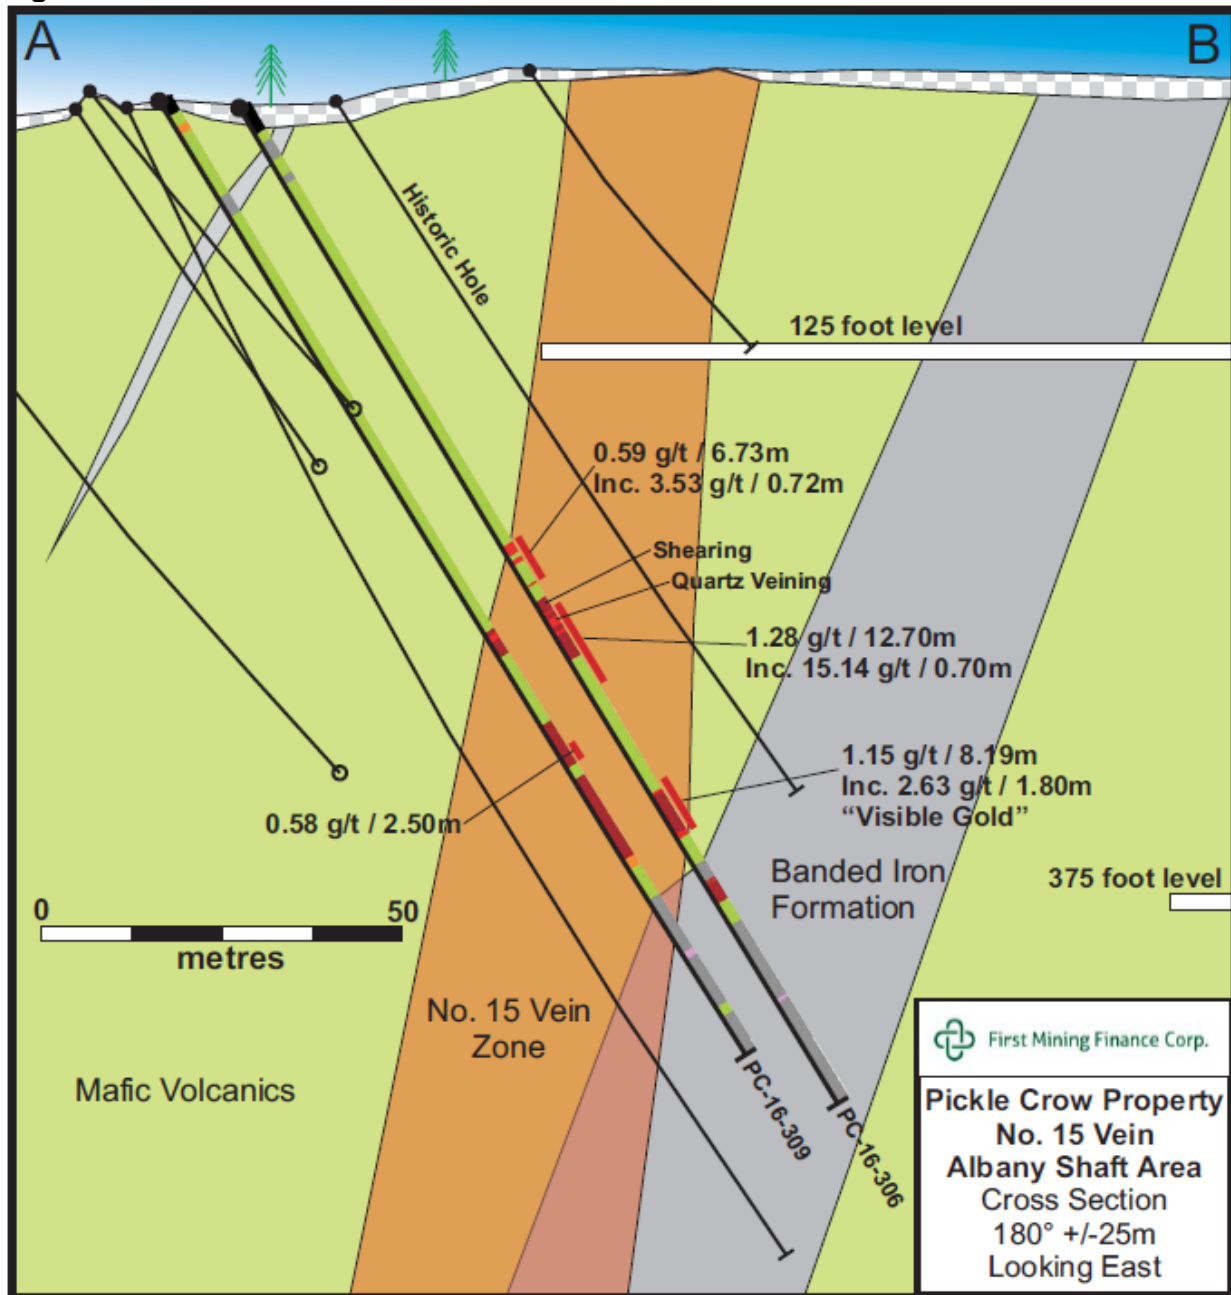 A
B
Historic Hole
125 foot level
0.59 g/t / 6.73m
Inc. 3.53 g/t / 0.72m
Shearing
Quartz Veining
1.28 g/t / 12.70m
Inc. 15.14 g/t / 0.70m
1.15 g/t / 8.19m
Inc. 2.63 g/t / 1.80m
“Visible Gold”
0.58 g/t / 2.50m
Banded Iron
Formation
375 foot level
0 50
metres
No. 15 Vein
Zone
Mafic Volcanics
PC-16-309
PC-16-306
First Mining Finance Corp.
Pickle Crow Property
No. 15 Vein
Albany Shaft Area
Cross Section
180° +/-25m
Looking East